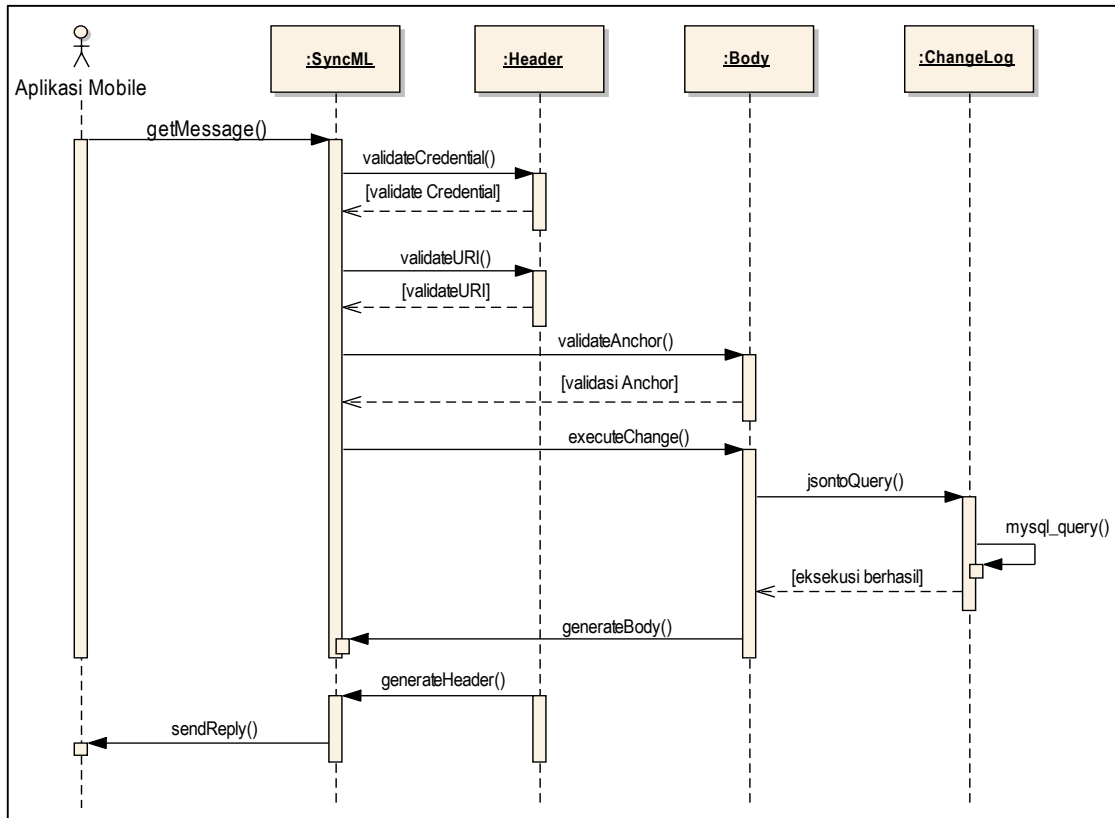 :SyncML
:Header
:Body
:ChangeLog
Aplikasi Mobile
getMessage()
validateCredential()
[validate Credential]
validateURI()
[validateURI]
validateAnchor()
[validasi Anchor]
executeChange()
jsontoQuery()
mysql_query()
[eksekusi berhasil]
generateBody()
generateHeader()
sendReply()